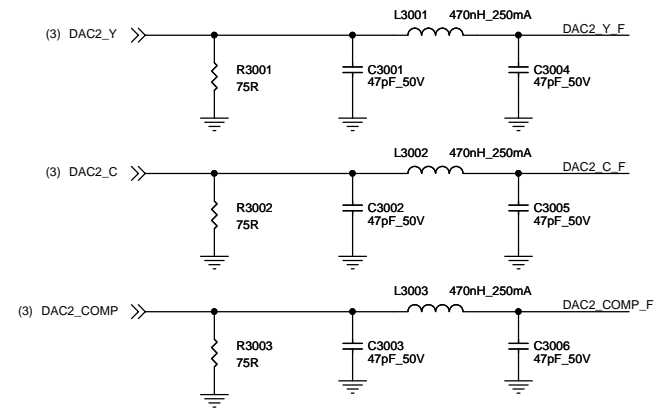 L3001 470nH_250mA
(3) DAC2_Y DAC2_Y_F
R3001
75R
C3001
47pF_50V
C3004
47pF_50V
L3002 470nH_250mA
(3) DAC2_C DAC2_C_F
R3002
75R
C3002
47pF_50V
C3005
47pF_50V
L3003 470nH_250mA
(3) DAC2_COMP DAC2_COMP_F
R3003
75R
C3003
47pF_50V
C3006
47pF_50V